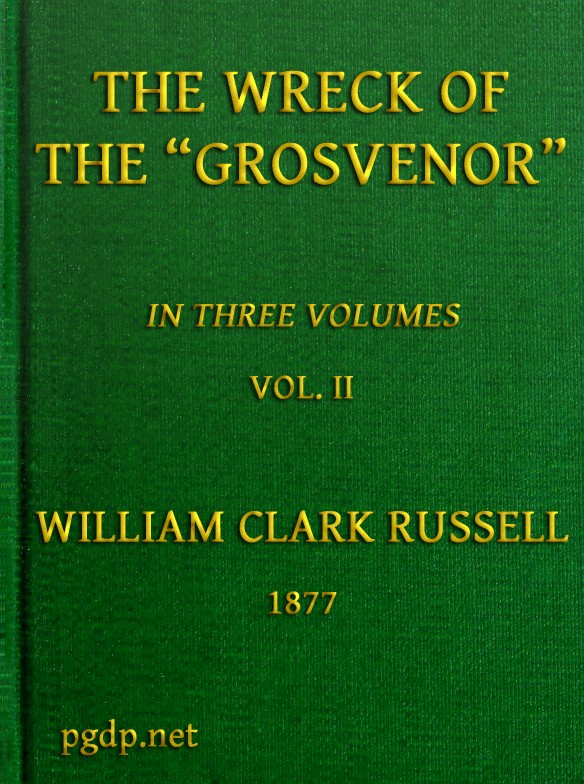 THE WRECK OF
THE “GROSVENOR”
IN THREE VOLUMES
VOL. II
WILLIAM CLARK RUSSELL
1877
pgdp.net